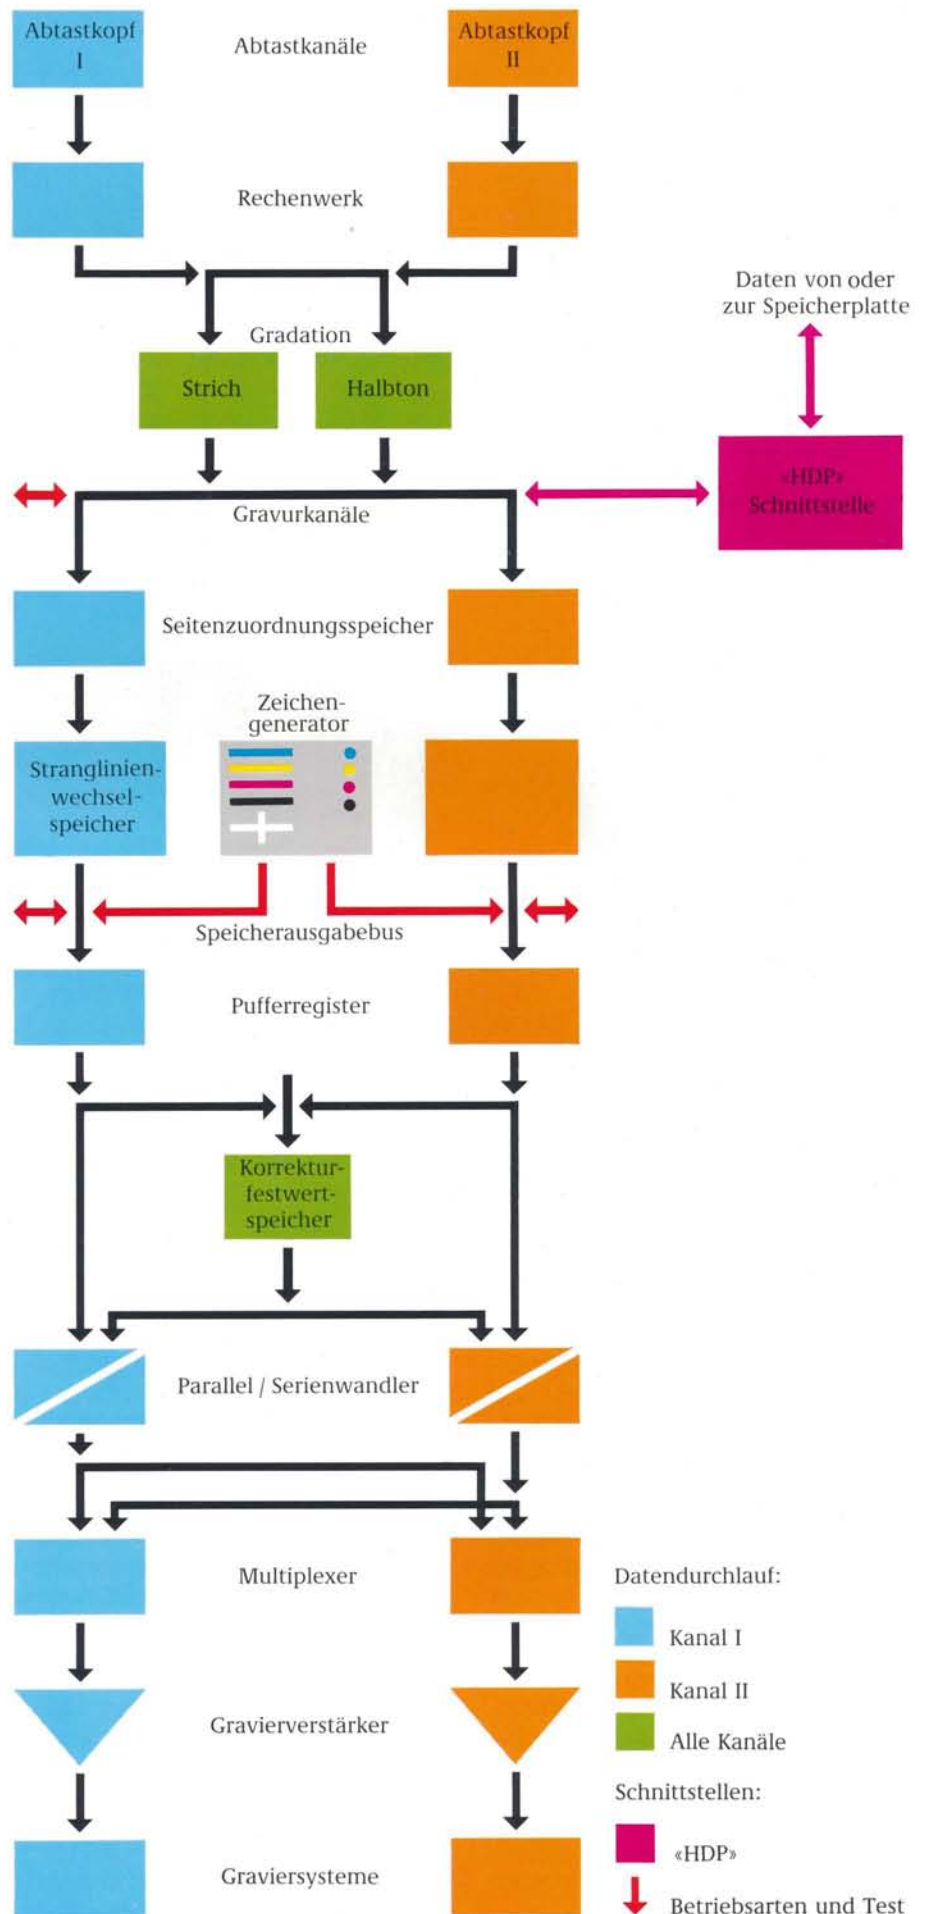 Abtastkopf
I
Abtastkanäle
Abtastkopf
II
Rechenwerk
Daten von oder
zur Speicherplatte
Gradation
Strich
Halbton
«HDP»
Schnittstelle
Gravurkanäle
Seitenzuordnungsspeicher
Zeichen-
generator
Stranglinien-
wechsel-
speicher
Speicherausgabebus
Pufferregister
Korrektur-
festwert-
speicher
Parallel / Serienwandler
Multiplexer
Gravierverstärker
Graviersysteme
Datendurchlauf:
Kanal I
Kanal II
Alle Kanäle
Schnittstellen:
«HDP»
Betriebsarten und Test